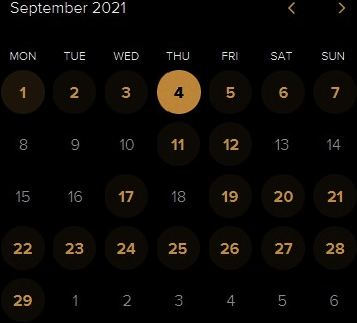 September 2021
MON TUE WED THU FRI SAT SUN
1 2 3 4 5 6 7
8 9 10 11 12 13 14
15 16 17 18 19 20 21
22 23 24 25 26 27 28
29 1 2 3 4 5 6